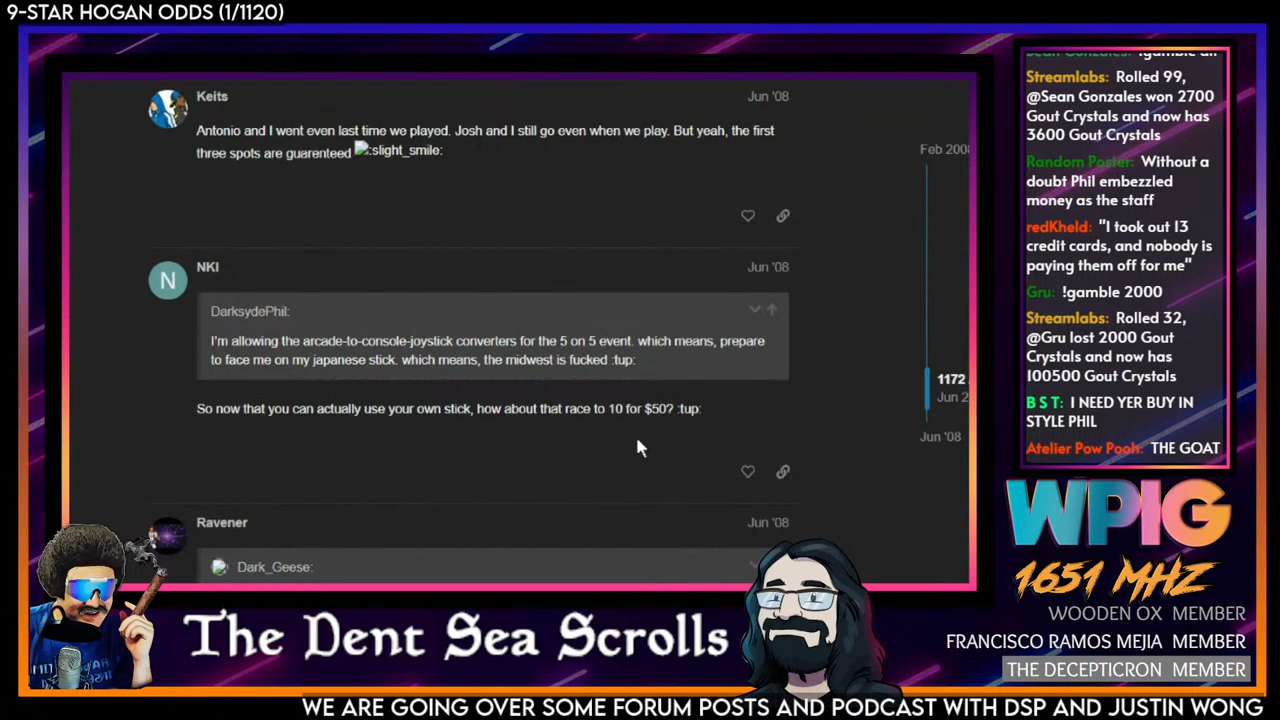 9-STAR HOGAN ODDS (1/1120)
Keits
Jun '08
Antonio and I went even last time we played. Josh and I still go even when we play. But yeah, the first
three spots are guarenteed :slight_smile:
Feb 2008
NKI
Jun '08
N
DarksydePhil:
I'm allowing the arcade-to-console-joystick converters for the 5 on 5 event. which means, prepare
to face me on my japanese stick. which means, the midwest is fucked :tup:
So now that you can actually use your own stick, how about that race to 10 for $50? :tup:
1172
Jun 2
Jun '08
Ravener
Jun '08
Dark_Geese:
Sean Gonzales: !gamble all
Streamlabs: Rolled 99,
@Sean Gonzales won 2700
Gout Crystals and now has
3600 Gout Crystals
Random Poster: Without a
doubt Phil embezzled
money as the staff
redKheld: "I took out 13
credit cards, and nobody is
paying them off for me"
Gru: !gamble 2000
Streamlabs: Rolled 32,
@Gru lost 2000 Gout
Crystals and now has
100500 Gout Crystals
B S T: I NEED YER BUY IN
STYLE PHIL
Atelier Pow Pooh: THE GOAT
WPIG
1651 MHZ
WOODEN OX MEMBER
FRANCISCO RAMOS MEJIA MEMBER
THE DECEPTICRON MEMBER
The Dent Sea Scrolls
WE ARE GOING OVER SOME FORUM POSTS AND PODCAST WITH DSP AND JUSTIN WONG